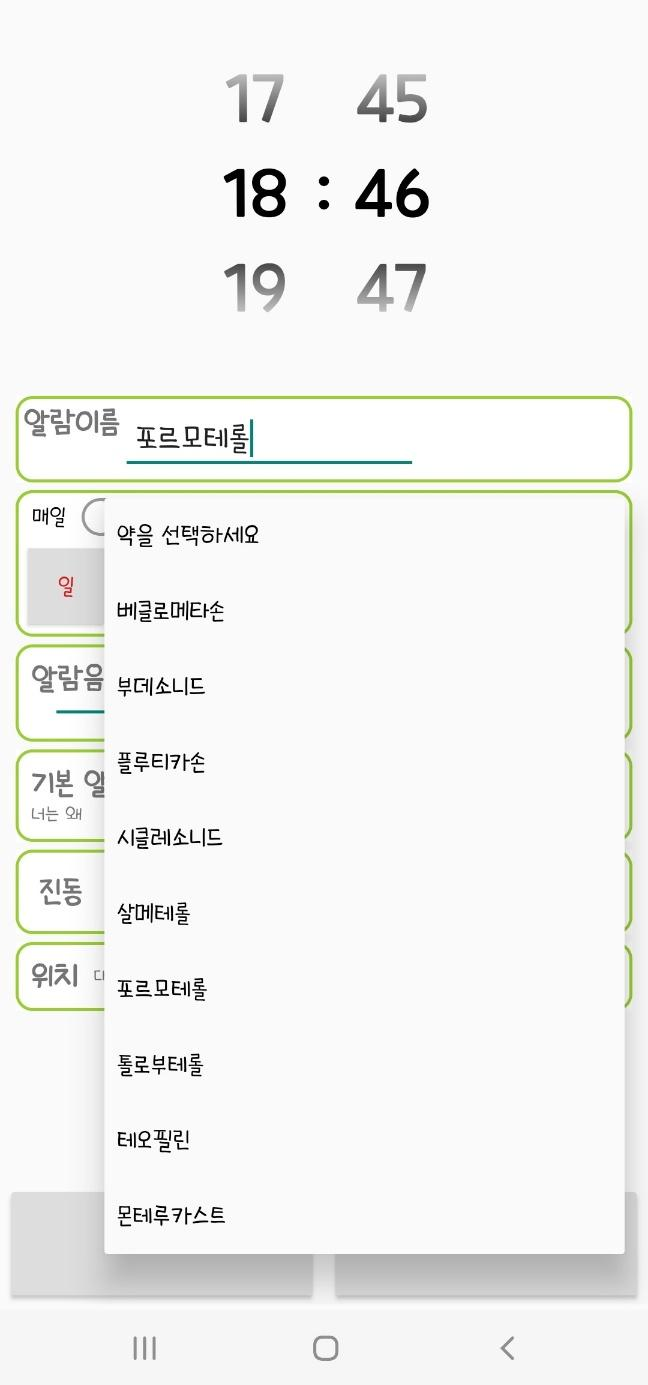 17 45
18 : 46
19 47
알람이름 포르모테롤
매일
약을 선택하세요
일
베클로메타손
알람음
부데소니드
기본 알
플루티카손
너는 왜
시클레소니드
진동
살메테롤
위치
포르모테롤
톨로부테롤
테오필린
몬테루카스트